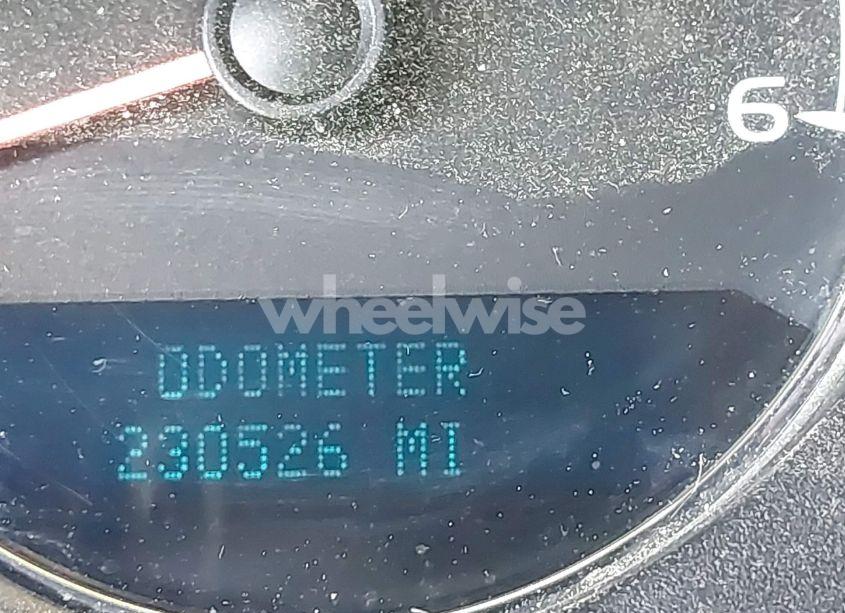 6
wheelwise
ODOMETER
230526 MI